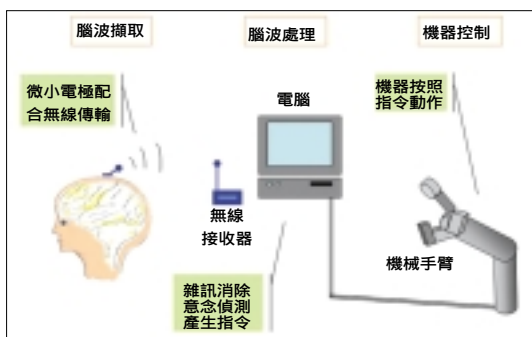 腦波擷取
腦波處理
機器控制
微小電極配
合無線傳輸
電腦
機器按照
指令動作
無線
接收器
機械手臂
雜訊消除
意念偵測
產生指令